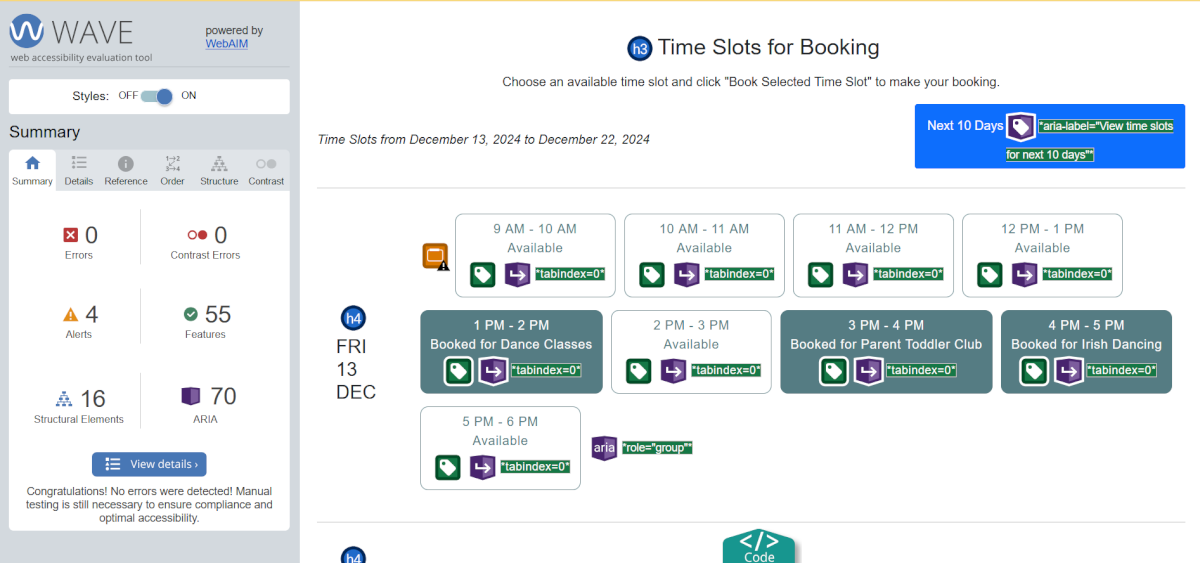 WAVE
powered by
WebAIM
web accessibility evaluation tool
Styles: OFF ON
Summary
Summary Details Reference Order Structure Contrast
0
Errors
0
Contrast Errors
4
Alerts
55
Features
16
Structural Elements
70
ARIA
View details ›
Congratulations! No errors were detected! Manual
testing is still necessary to ensure compliance and
optimal accessibility.
h3 Time Slots for Booking
Choose an available time slot and click "Book Selected Time Slot" to make your booking.
Time Slots from December 13, 2024 to December 22, 2024
Next 10 Days *aria-label="View time slots
for next 10 days"*
h4
FRI
13
DEC
9 AM - 10 AM
Available
*tabindex=0*
10 AM - 11 AM
Available
*tabindex=0*
11 AM - 12 PM
Available
*tabindex=0*
12 PM - 1 PM
Available
*tabindex=0*
1 PM - 2 PM
Booked for Dance Classes
*tabindex=0*
2 PM - 3 PM
Available
*tabindex=0*
3 PM - 4 PM
Booked for Parent Toddler Club
*tabindex=0*
4 PM - 5 PM
Booked for Irish Dancing
*tabindex=0*
5 PM - 6 PM
Available
*tabindex=0*
aria *role="group"*
h4
</>
Code